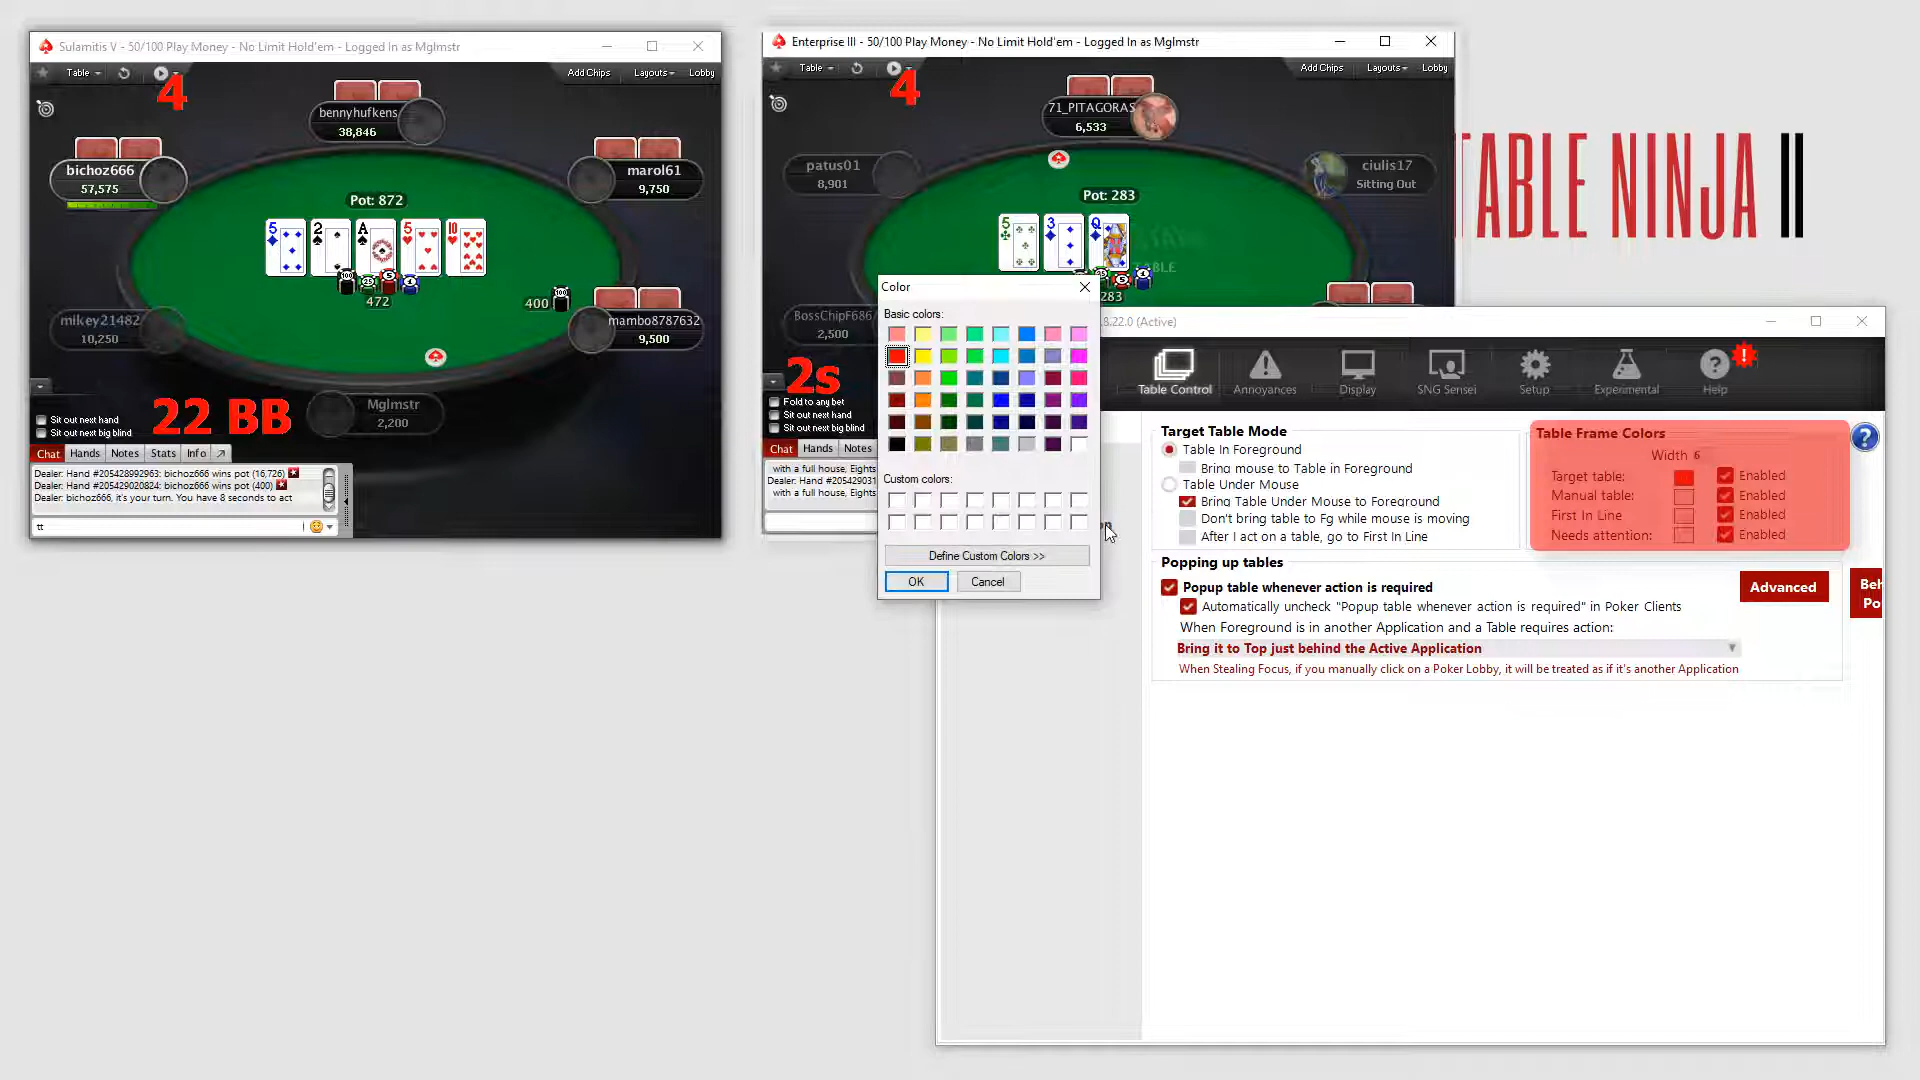 Sulamitis V - 50/100 Play Money - No Limit Hold'em - Logged In as Mglmstr
Table
4
Add Chips
Layouts
Lobby
bennyhufkens
38,846
bichoz666
57,575
marol61
9,750
Pot: 872
5
2
A
5
10
472
400
mikey21482
10,250
mambo8787632
9,500
Mglmstr
2,200
22 BB
Sit out next hand
Sit out next big blind
Chat
Hands
Notes
Stats
Info
Dealer: Hand #205428992963: bichoz666 wins pot (16,726)
Dealer: Hand #205429020824: bichoz666 wins pot (400)
Dealer: bichoz666, it's your turn. You have 8 seconds to act
tt
Enterprise III - 50/100 Play Money - No Limit Hold'em - Logged In as Mglmstr
Table
4
Add Chips
Layouts
Lobby
71_PITAGORAS
6,533
patus01
8,901
ciulis17
Sitting Out
Pot: 283
5
3
Q
TABLE
283
BossChipF686
2,500
2s
Fold to any bet
Sit out next hand
Sit out next big blind
Chat
Hands
Notes
with a full house, Eights
Dealer: Hand #205429031
with a full house, Eights
TABLE NINJA II
Color
Basic colors:
Custom colors:
Define Custom Colors >>
OK
Cancel
.8.22.0 (Active)
Table Control
Annoyances
Display
SNG Sensei
Setup
Experimental
Help
Target Table Mode
Table In Foreground
Bring mouse to Table in Foreground
Table Under Mouse
Bring Table Under Mouse to Foreground
Don't bring table to Fg while mouse is moving
After I act on a table, go to First In Line
Table Frame Colors
Width 6
Target table:
Enabled
Manual table:
Enabled
First In Line
Enabled
Needs attention:
Enabled
Popping up tables
Popup table whenever action is required
Automatically uncheck "Popup table whenever action is required" in Poker Clients
When Foreground is in another Application and a Table requires action:
Bring it to Top just behind the Active Application
When Stealing Focus, if you manually click on a Poker Lobby, it will be treated as if it's another Application
Advanced
Beh
Po